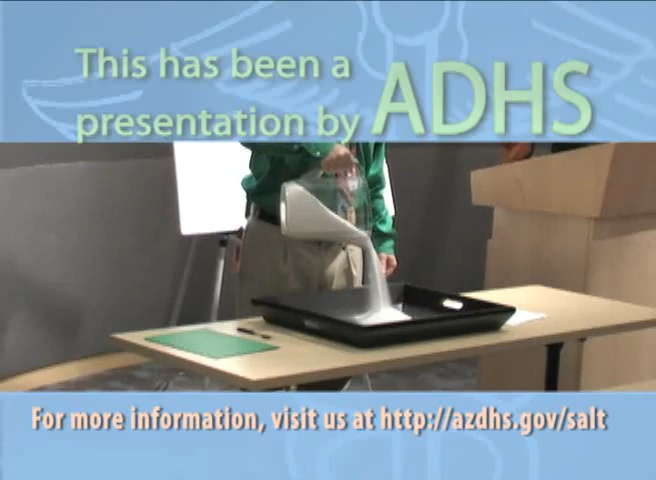 This has been a
presentation by ADHS
For more information, visit us at http://azdhs.gov/salt